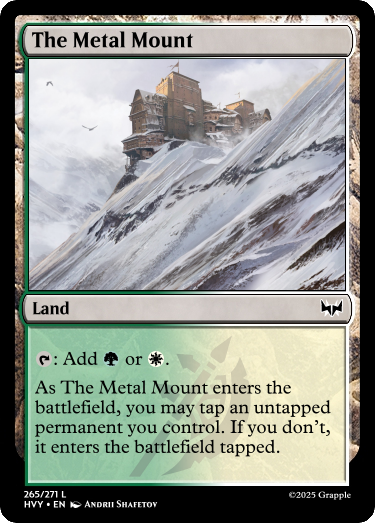 The Metal Mount
Land
: Add or .
As The Metal Mount enters the
battlefield, you may tap an untapped
permanent you control. If you don't,
it enters the battlefield tapped.
265/271 L
HVY • EN Andrii Shafetov
©2025 Grapple